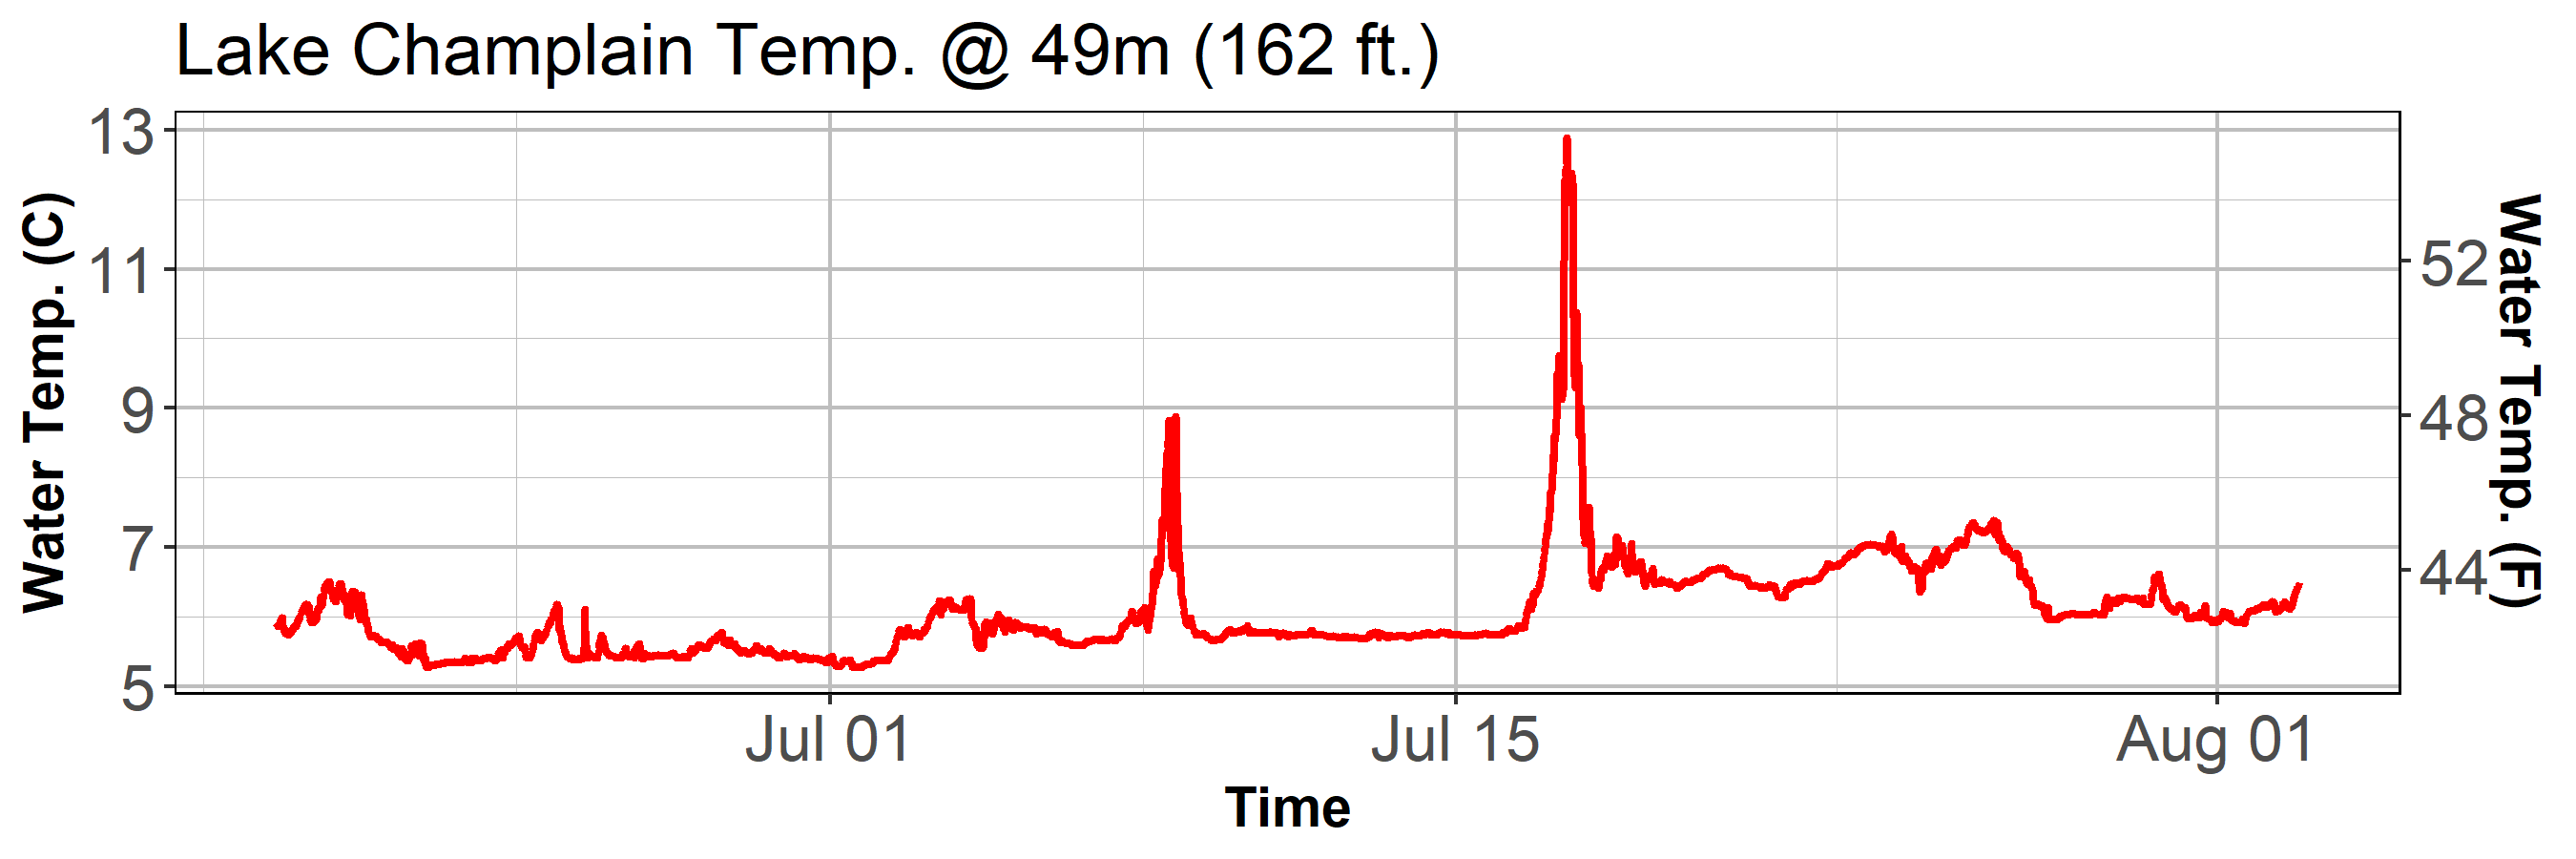 Lake Champlain Temp. @ 49m (162 ft.)
Water Temp. (C)
13
11
9
7
5
52
48
44
Water Temp. (F)
Jul 01
Jul 15
Aug 01
Time